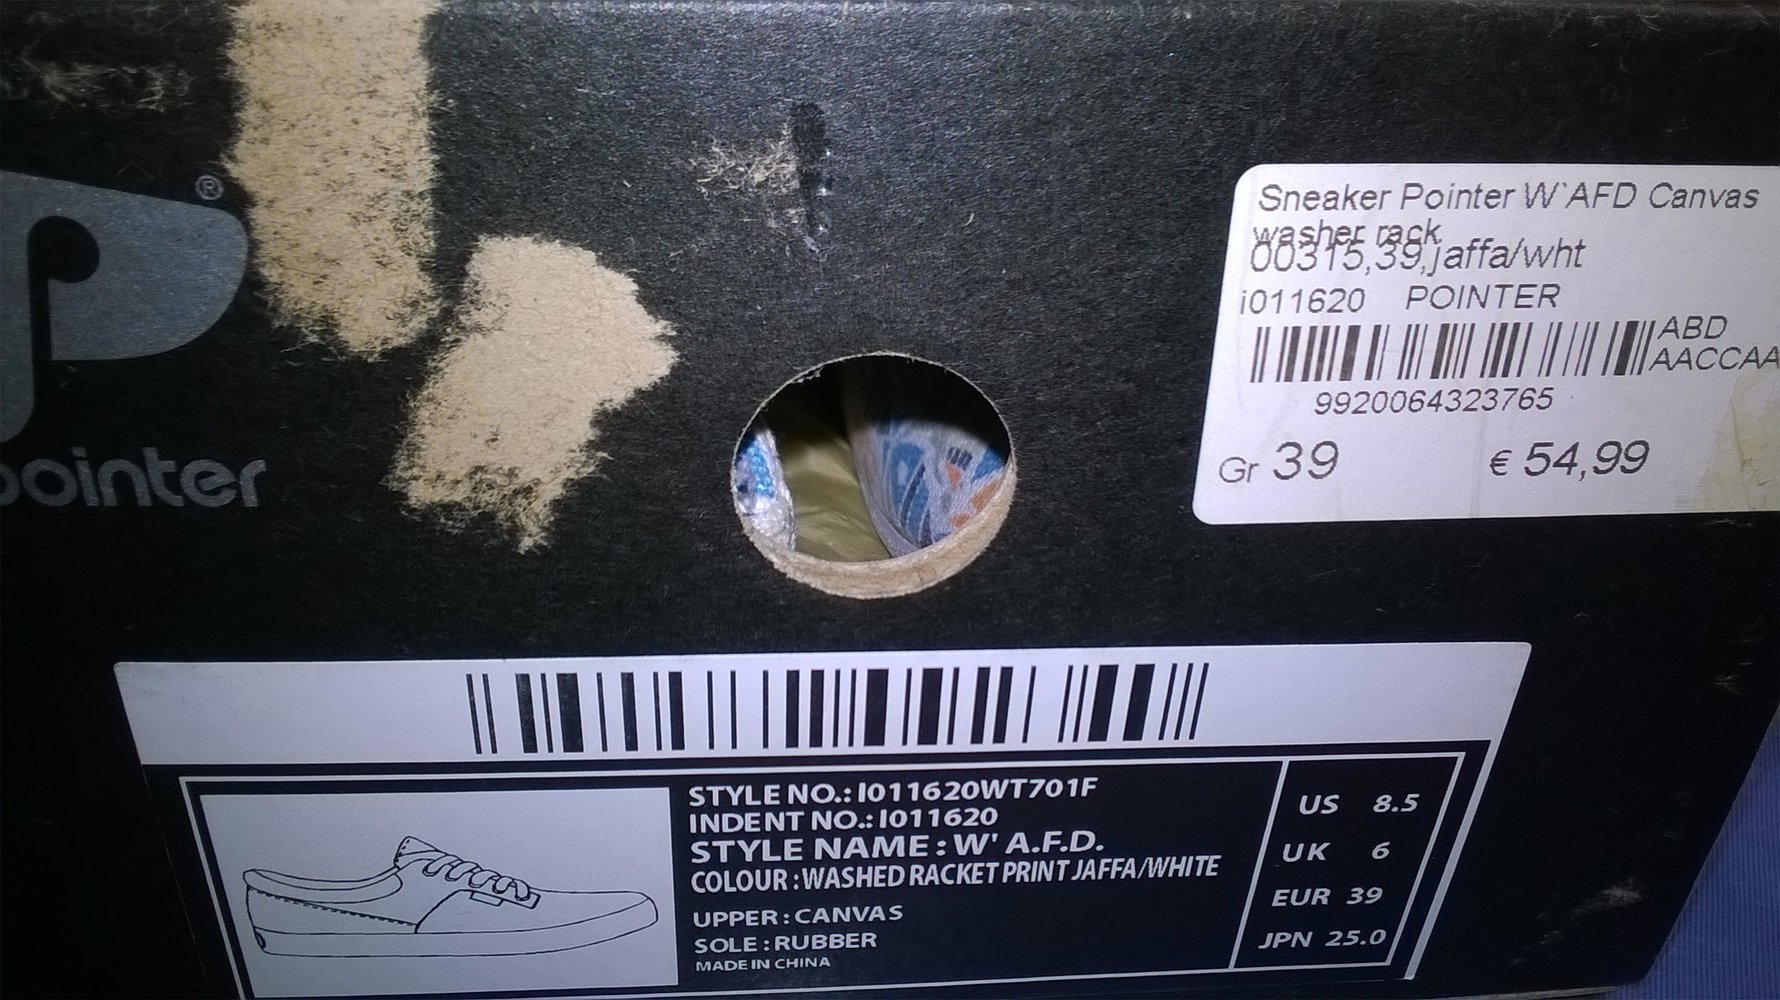 ®
pointer
Sneaker Pointer W`AFD Canvas
washer rack
00315,39,jaffa/wht
i011620 POINTER
ABD
AACCAA
9920064323765
Gr 39 € 54,99
STYLE NO.: I011620WT701F
INDENT NO.: I011620
STYLE NAME : W' A.F.D.
COLOUR : WASHED RACKET PRINT JAFFA/WHITE
UPPER : CANVAS
SOLE : RUBBER
MADE IN CHINA
US 8.5
UK 6
EUR 39
JPN 25.0